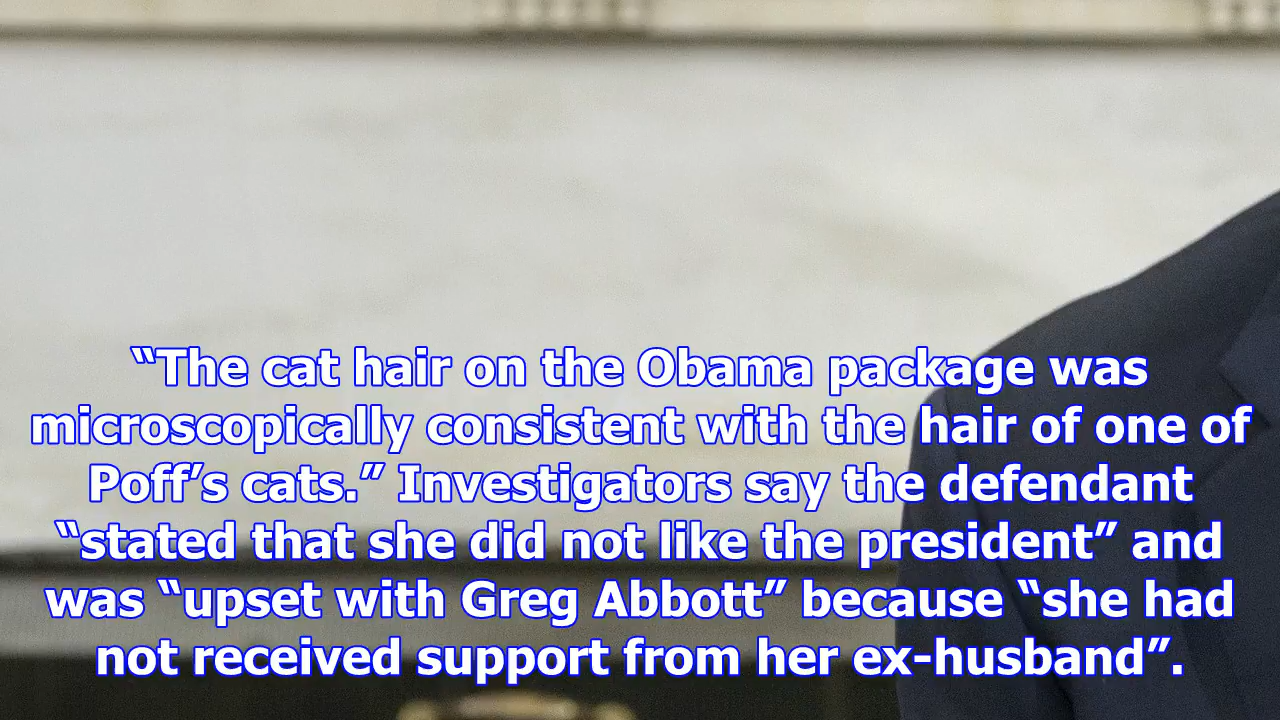 “The cat hair on the Obama package was
microscopically consistent with the hair of one of
Poff’s cats.” Investigators say the defendant
“stated that she did not like the president” and
was “upset with Greg Abbott” because “she had
not received support from her ex-husband”.